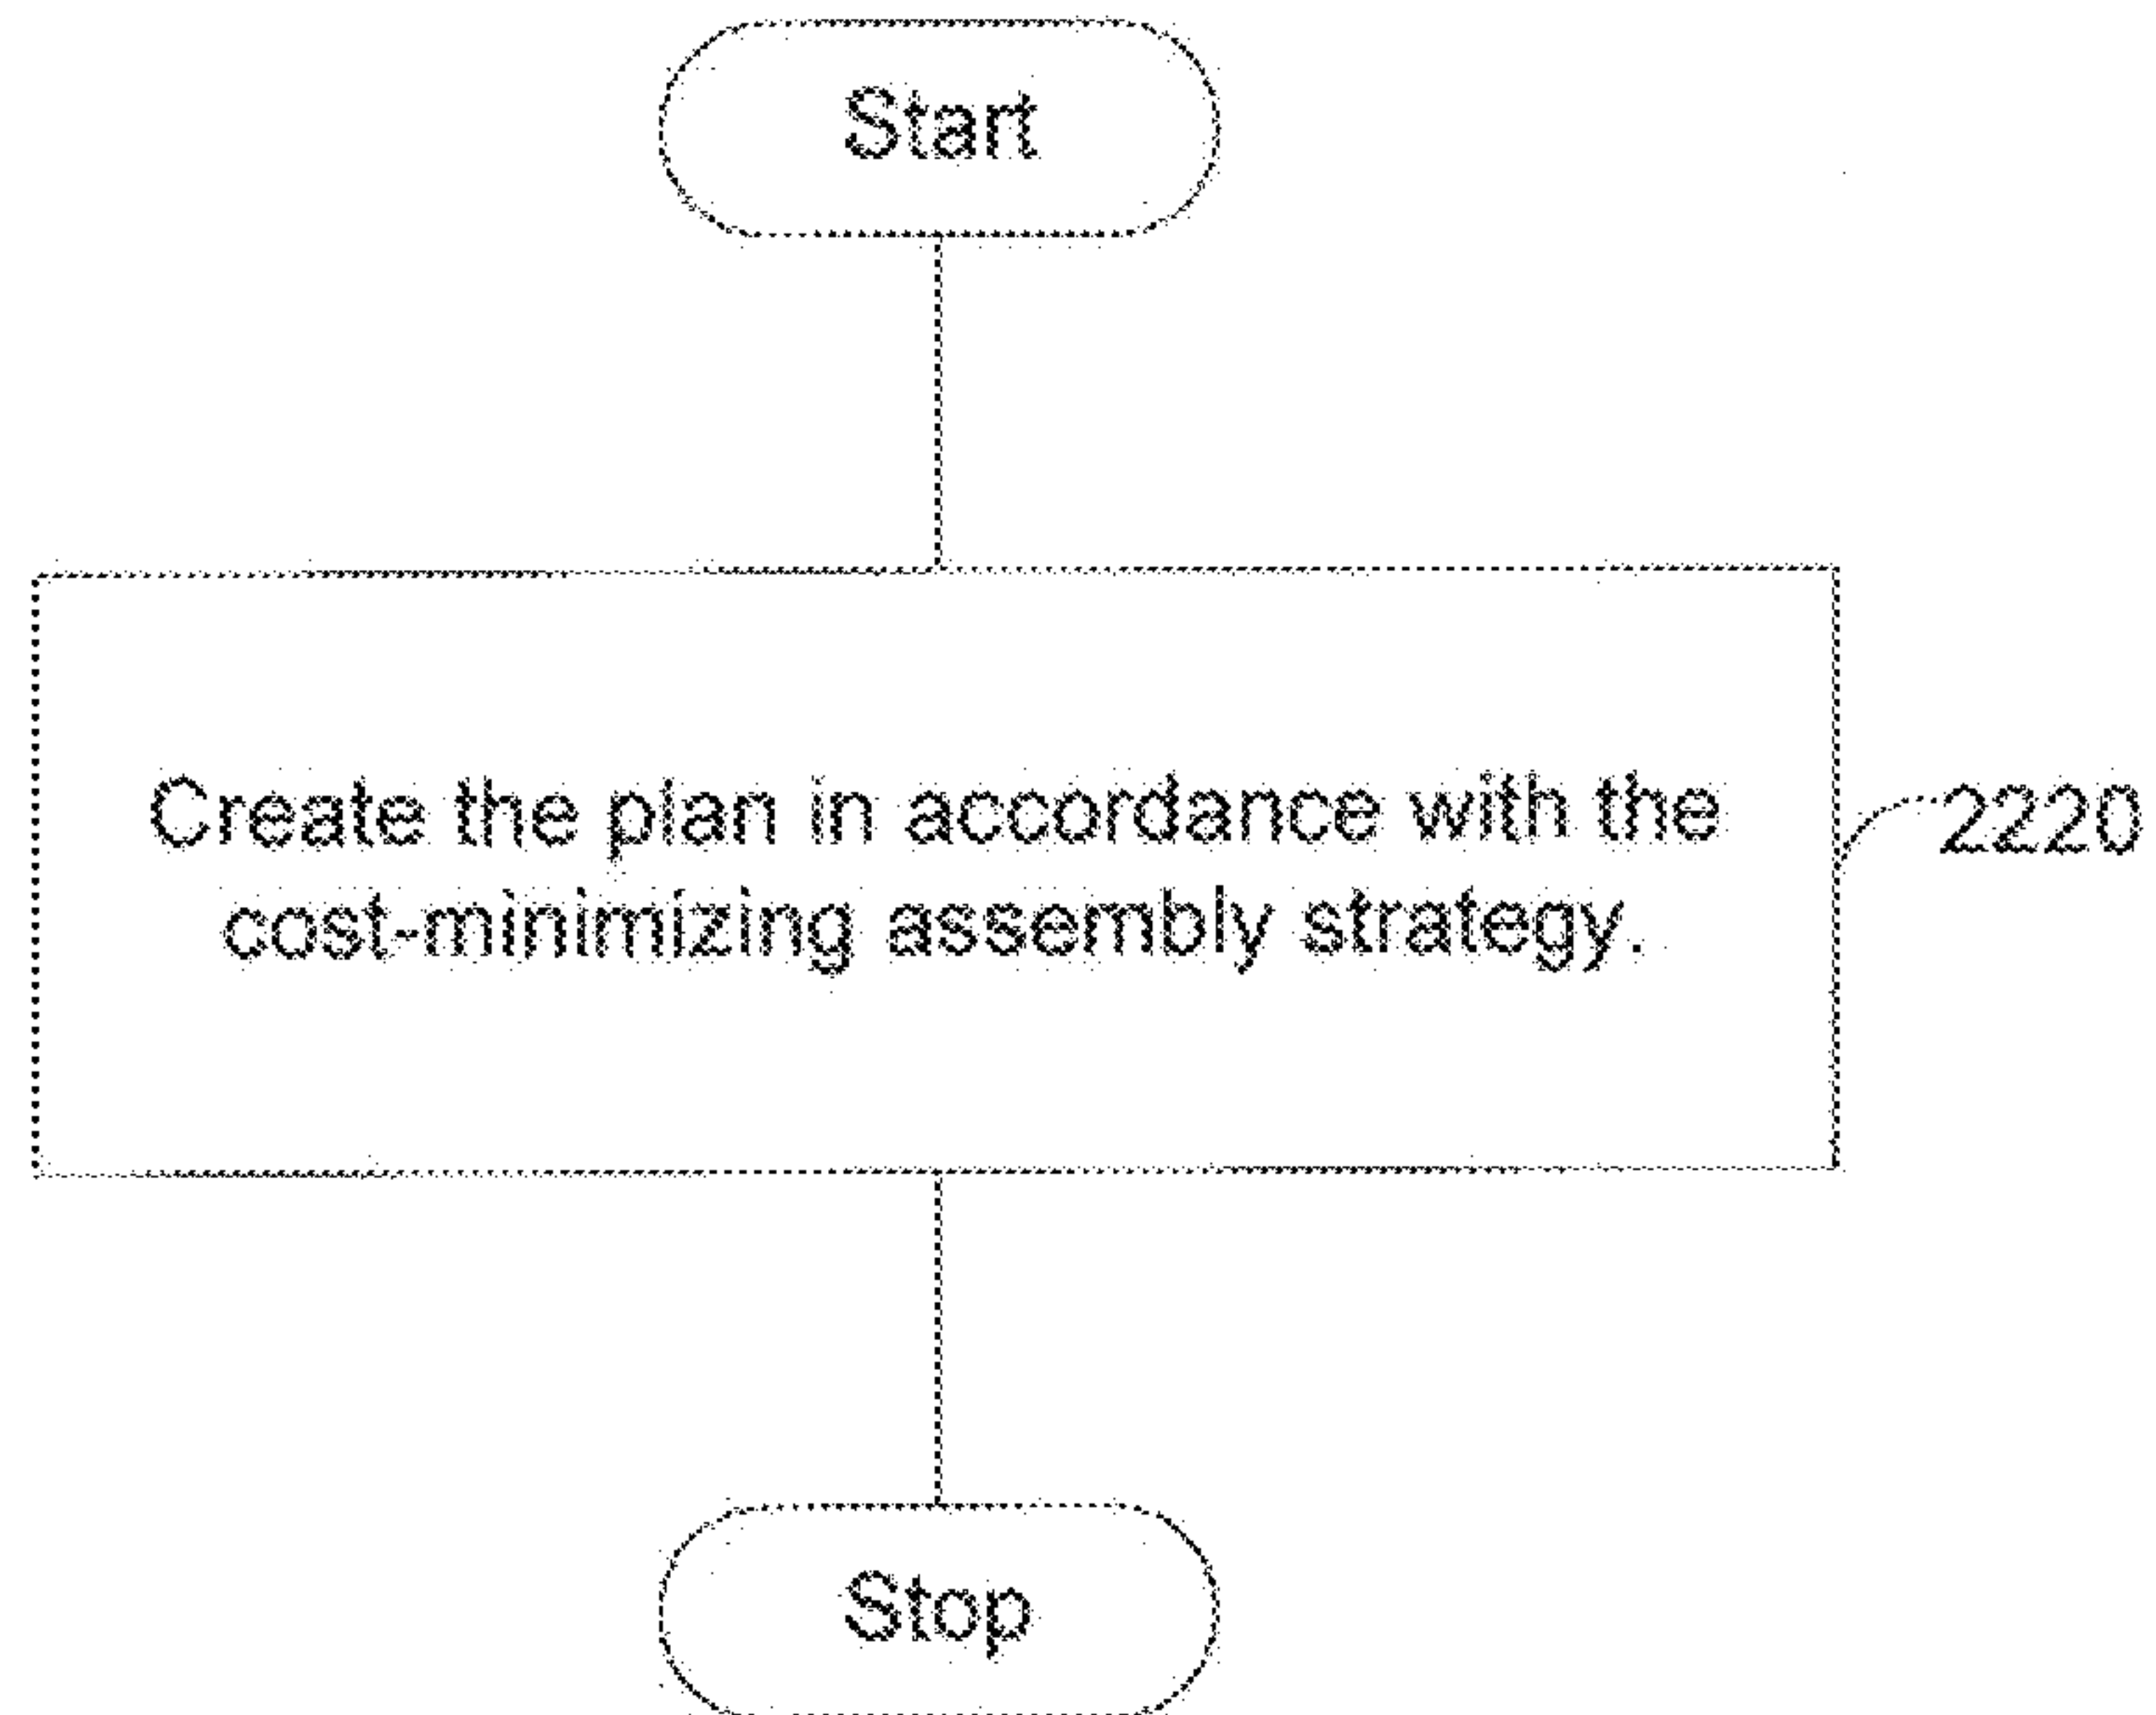 Start
Create the plan in accordance with the
cost-minimizing assembly strategy.
2220
Stop